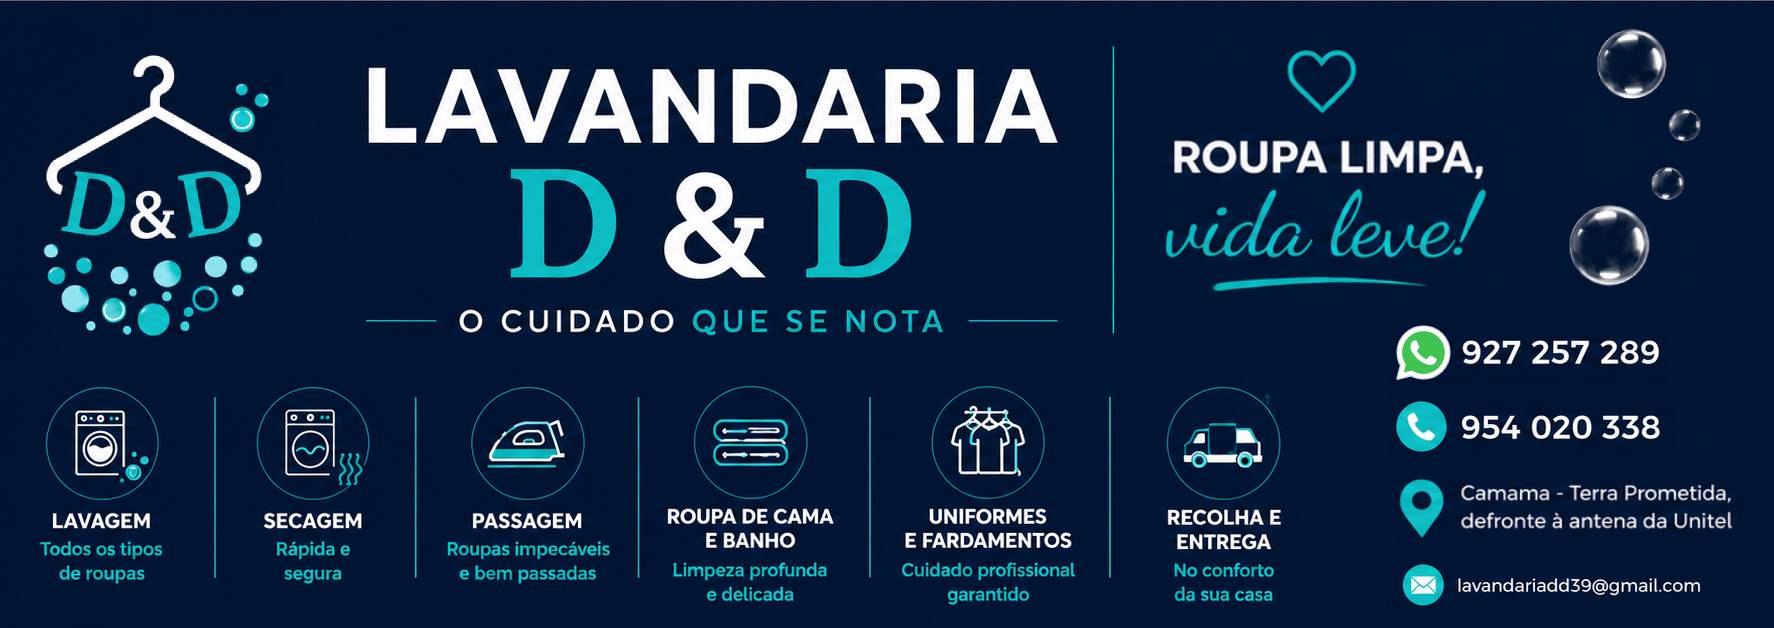 D & D
LAVANDARIA
D & D
O CUIDADO QUE SE NOTA
ROUPA LIMPA,
vida leve!
927 257 289
954 020 338
Camama - Terra Prometida,
defronte à antena da Unitel
lavandariadd39@gmail.com
LAVAGEM
Todos os tipos
de roupas
SECAGEM
Rápida e
segura
PASSAGEM
Roupas impecáveis
e bem passadas
ROUPA DE CAMA
E BANHO
Limpeza profunda
e delicada
UNIFORMES
E FARDAMENTOS
Cuidado profissional
garantido
RECOLHA E
ENTREGA
No conforto
da sua casa